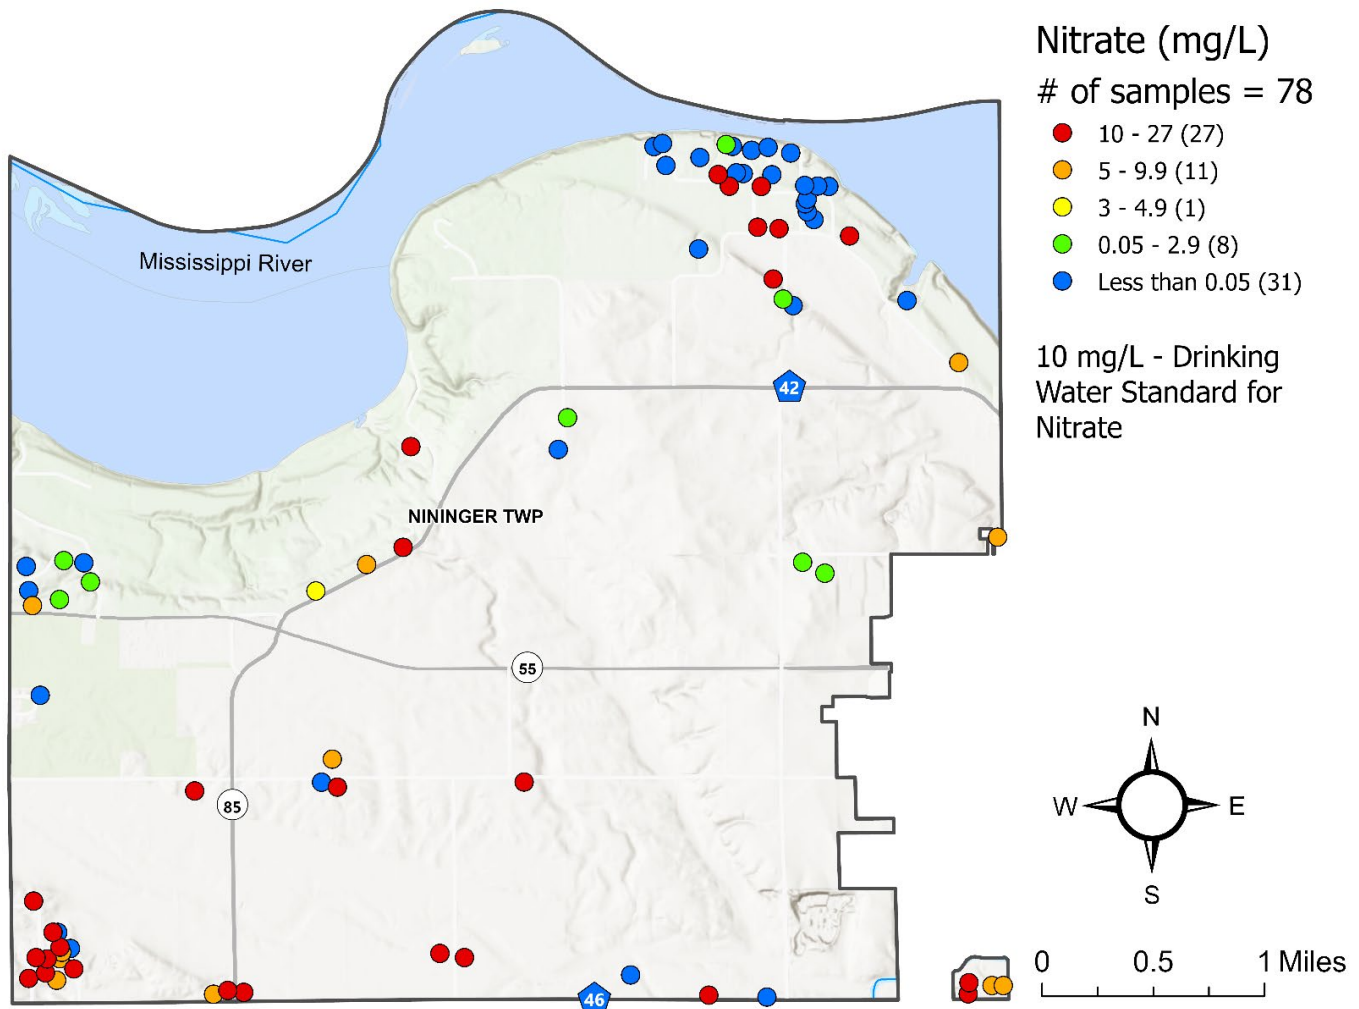 Nitrate (mg/L)
# of samples = 78
10 - 27 (27)
5 - 9.9 (11)
3 - 4.9 (1)
0.05 - 2.9 (8)
Less than 0.05 (31)
10 mg/L - Drinking
Water Standard for
Nitrate
Mississippi River
42
NININGER TWP
55
85
46
N
W E
S
0 0.5 1 Miles